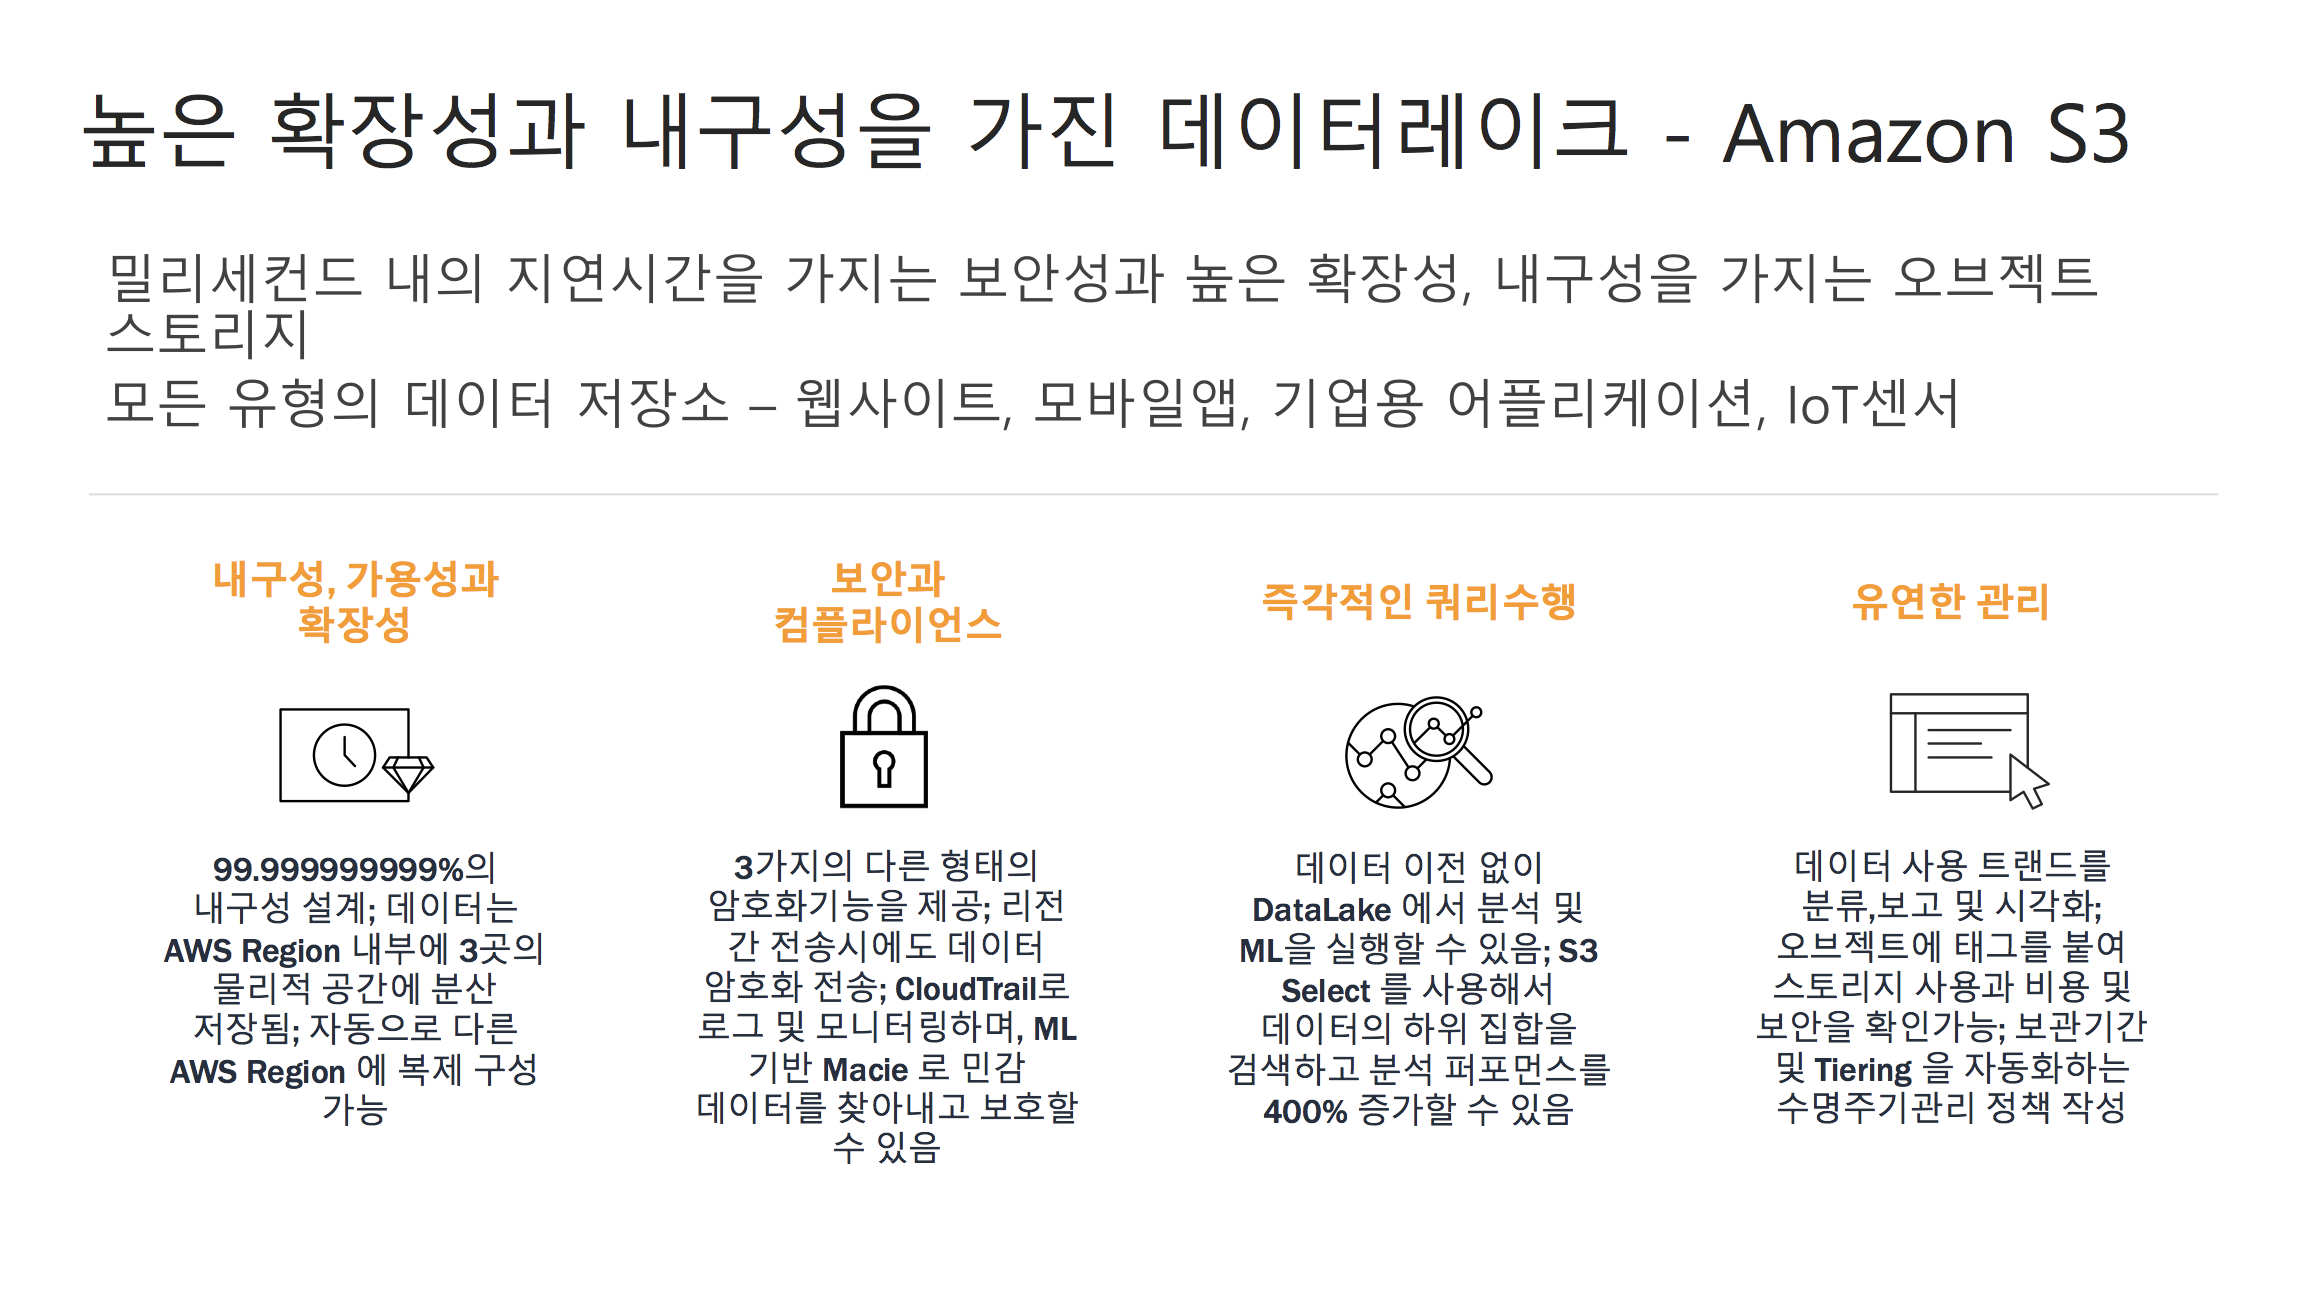 높은 확장성과 내구성을 가진 데이터레이크 - Amazon S3
밀리세컨드 내의 지연시간을 가지는 보안성과 높은 확장성, 내구성을 가지는 오브젝트
스토리지
모든 유형의 데이터 저장소 – 웹사이트, 모바일앱, 기업용 어플리케이션, IoT센서
내구성, 가용성과
확장성
99.999999999%의
내구성 설계; 데이터는
AWS Region 내부에 3곳의
물리적 공간에 분산
저장됨; 자동으로 다른
AWS Region 에 복제 구성
가능
보안과
컴플라이언스
3가지의 다른 형태의
암호화기능을 제공; 리전
간 전송시에도 데이터
암호화 전송; CloudTrail로
로그 및 모니터링하며, ML
기반 Macie 로 민감
데이터를 찾아내고 보호할
수 있음
즉각적인 쿼리수행
데이터 이전 없이
DataLake 에서 분석 및
ML을 실행할 수 있음; S3
Select 를 사용해서
데이터의 하위 집합을
검색하고 분석 퍼포먼스를
400% 증가할 수 있음
유연한 관리
데이터 사용 트랜드를
분류,보고 및 시각화;
오브젝트에 태그를 붙여
스토리지 사용과 비용 및
보안을 확인가능; 보관기간
및 Tiering 을 자동화하는
수명주기관리 정책 작성